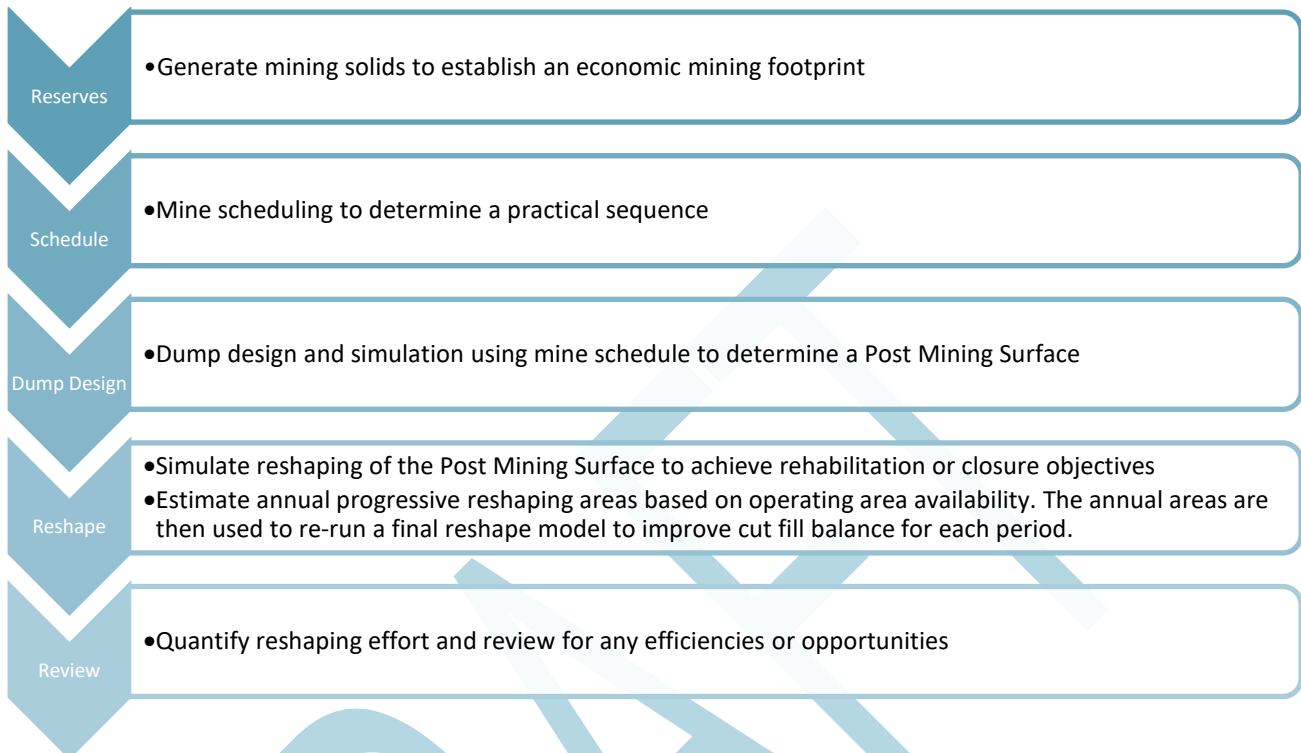 Reserves
•Generate mining solids to establish an economic mining footprint
Schedule
•Mine scheduling to determine a practical sequence
Dump Design
•Dump design and simulation using mine schedule to determine a Post Mining Surface
Reshape
•Simulate reshaping of the Post Mining Surface to achieve rehabilitation or closure objectives
•Estimate annual progressive reshaping areas based on operating area availability. The annual areas are
then used to re-run a final reshape model to improve cut fill balance for each period.
Review
•Quantify reshaping effort and review for any efficiencies or opportunities